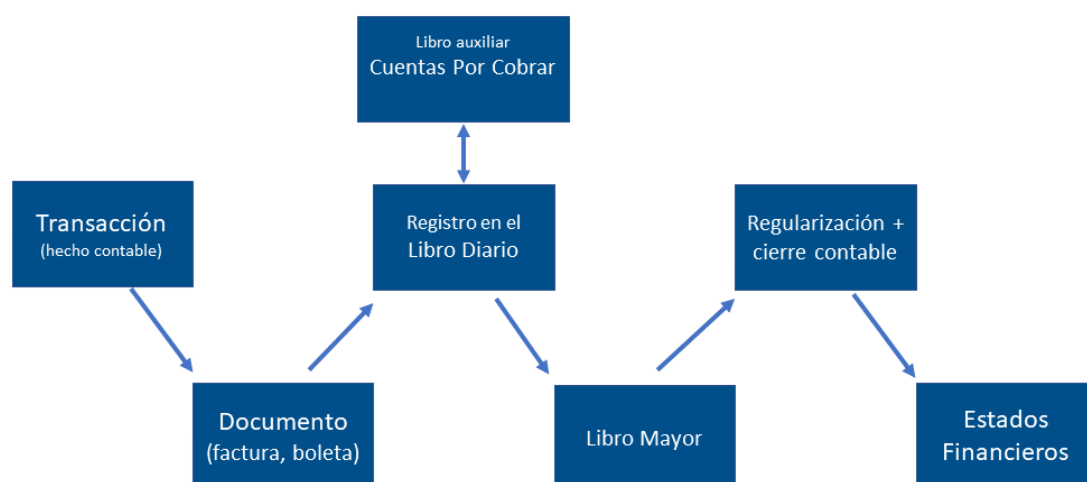 Libro auxiliar
Cuentas Por Cobrar
Transacción
(hecho contable)
Registro en el
Libro Diario
Regularización +
cierre contable
Documento
(factura, boleta)
Libro Mayor
Estados
Financieros